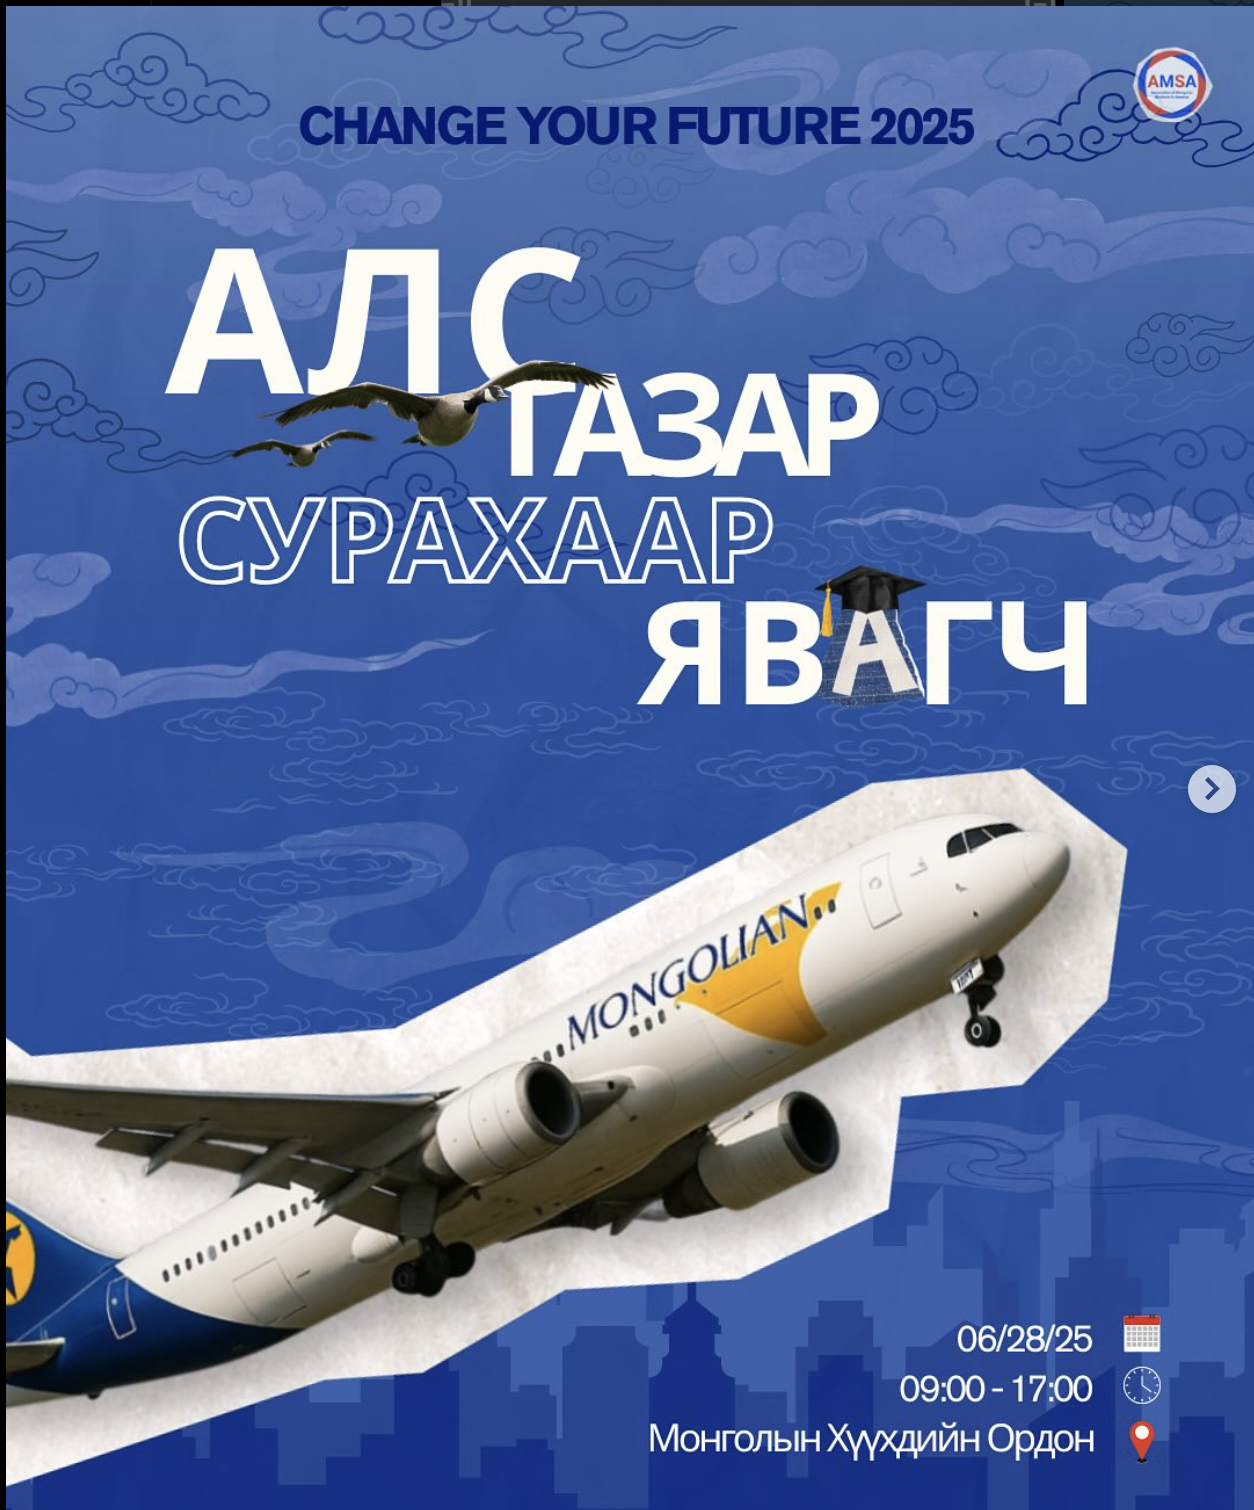 AMSA
CHANGE YOUR FUTURE 2025
АЛС
ГАЗАР
СУРАХААР
ЯВАГЧ
MONGOLIAN
06/28/25
09:00 - 17:00
Монголын Хүүхдийн Ордон